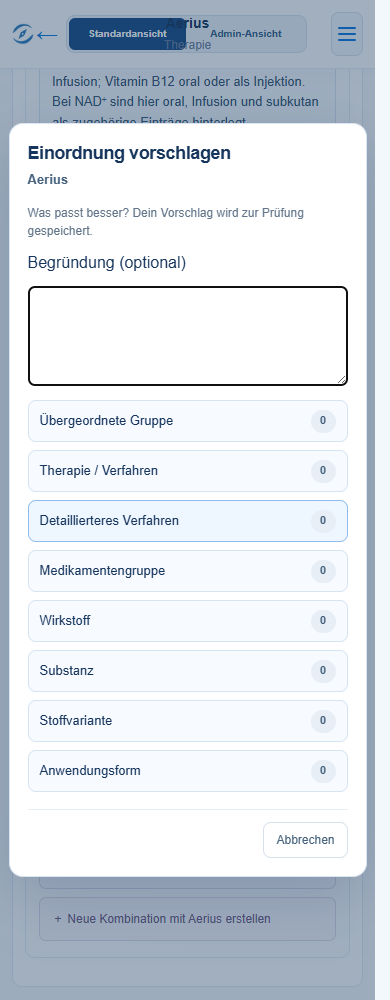 Aerius
Standardansicht
Admin-Ansicht
Therapie
Infusion; Vitamin B12 oral oder als Injektion.
Bei NAD⁺ sind hier oral, Infusion und subkutan
als zugehörige Einträge hinterlegt.
Einordnung vorschlagen
Aerius
Was passt besser? Dein Vorschlag wird zur Prüfung
gespeichert.
Begründung (optional)
Übergeordnete Gruppe 0
Therapie / Verfahren 0
Detaillierteres Verfahren 0
Medikamentengruppe 0
Wirkstoff 0
Substanz 0
Stoffvariante 0
Anwendungsform 0
Abbrechen
+ Neue Kombination mit Aerius erstellen